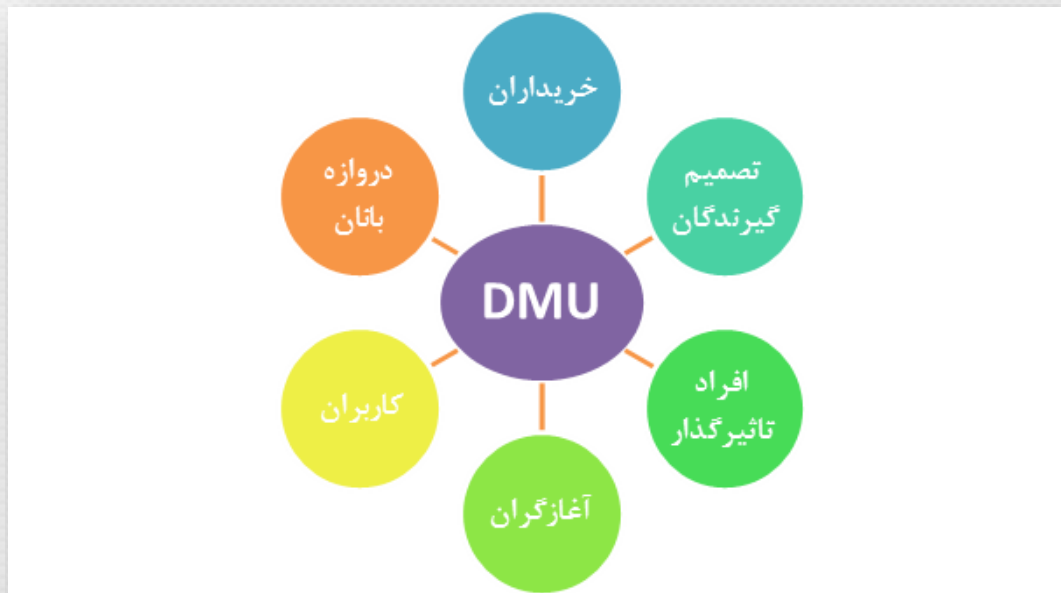 خریداران
تصمیم
گیرندگان
افراد
تاثیرگذار
آغازگران
کاربران
دروازه
بانان
DMU